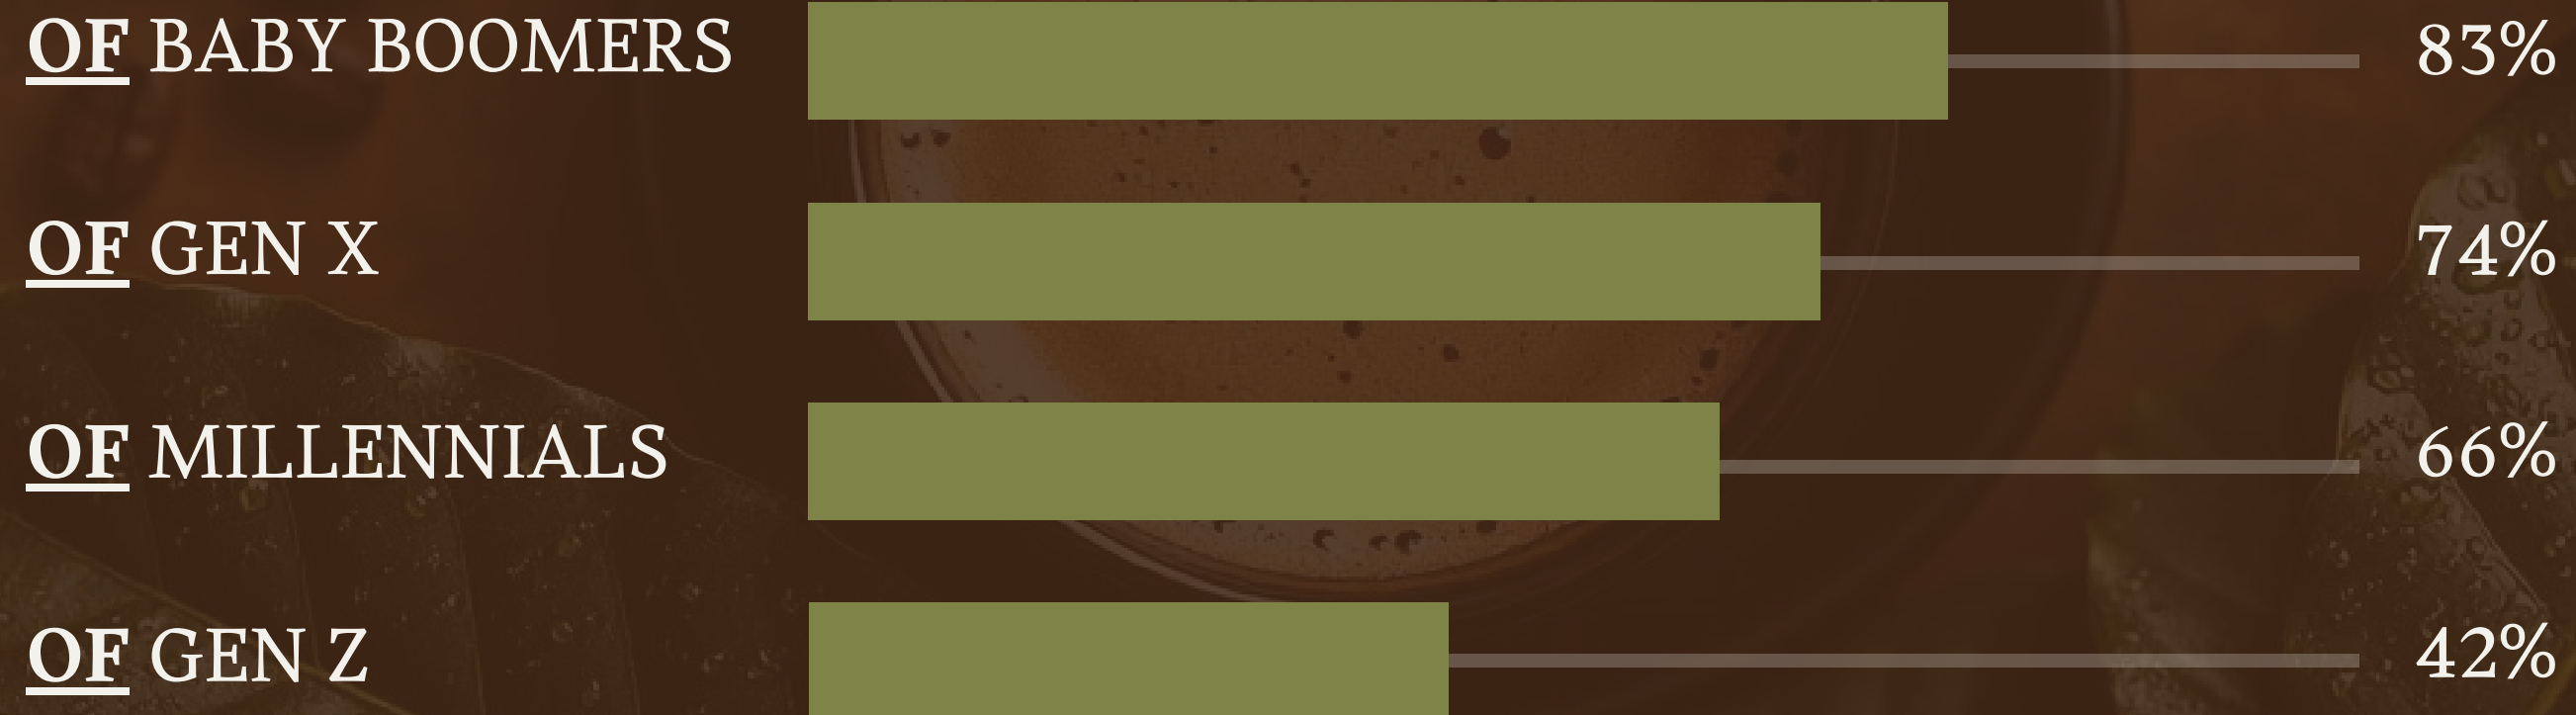 OF BABY BOOMERS 83%
OF GEN X 74%
OF MILLENNIALS 66%
OF GEN Z 42%